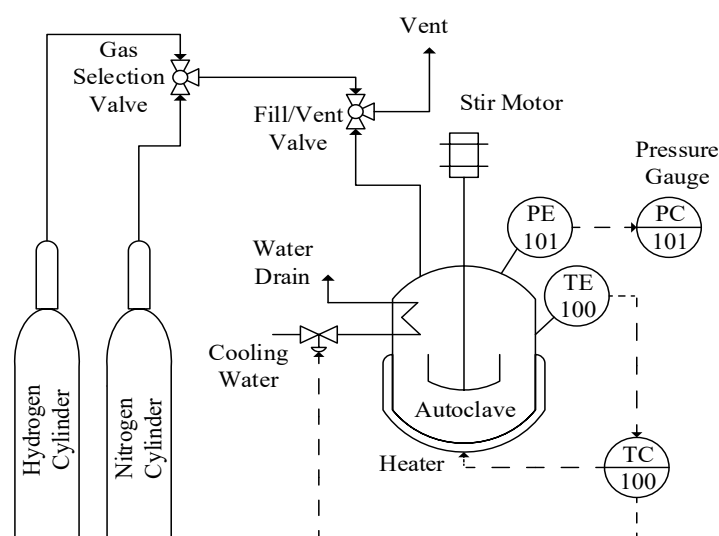 Vent
Gas
Selection
Valve
Fill/Vent
Valve
Stir Motor
Pressure
Gauge
PE
101
PC
101
Water
Drain
TE
100
Cooling
Water
Autoclave
Heater
TC
100
Hydrogen
Cylinder
Nitrogen
Cylinder